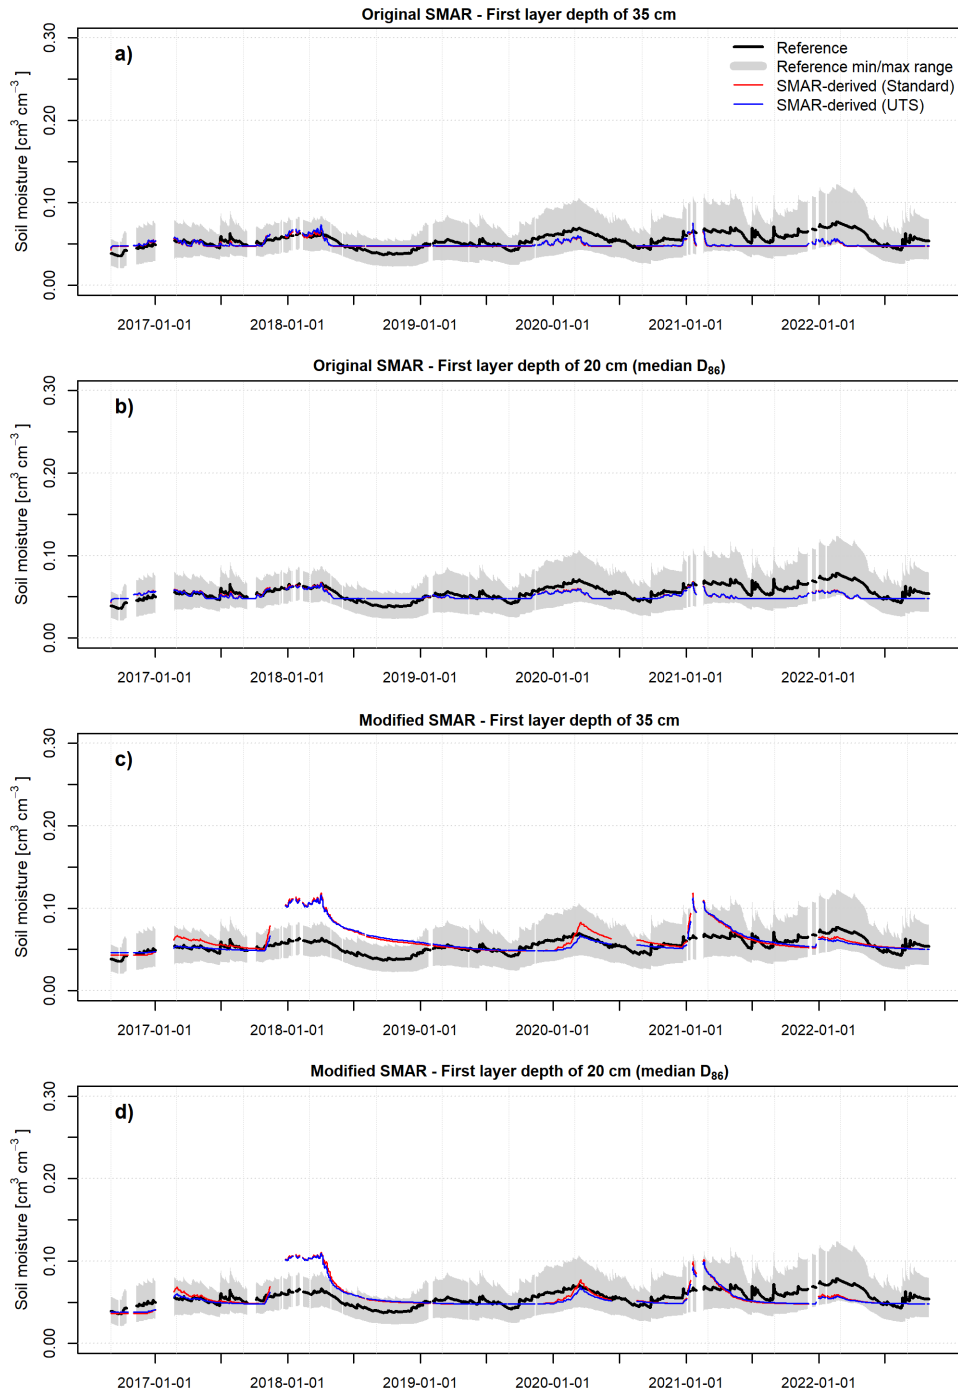 Original SMAR - First layer depth of 35 cm
a)
Reference
Reference min/max range
SMAR-derived (Standard)
SMAR-derived (UTS)
Soil moisture [cm³ cm⁻³ ]
0.30
0.20
0.10
0.00
2017-01-01 2018-01-01 2019-01-01 2020-01-01 2021-01-01 2022-01-01
Original SMAR - First layer depth of 20 cm (median D₈₆)
b)
Soil moisture [cm³ cm⁻³ ]
0.30
0.20
0.10
0.00
2017-01-01 2018-01-01 2019-01-01 2020-01-01 2021-01-01 2022-01-01
Modified SMAR - First layer depth of 35 cm
c)
Soil moisture [cm³ cm⁻³ ]
0.30
0.20
0.10
0.00
2017-01-01 2018-01-01 2019-01-01 2020-01-01 2021-01-01 2022-01-01
Modified SMAR - First layer depth of 20 cm (median D₈₆)
d)
Soil moisture [cm³ cm⁻³ ]
0.30
0.20
0.10
0.00
2017-01-01 2018-01-01 2019-01-01 2020-01-01 2021-01-01 2022-01-01